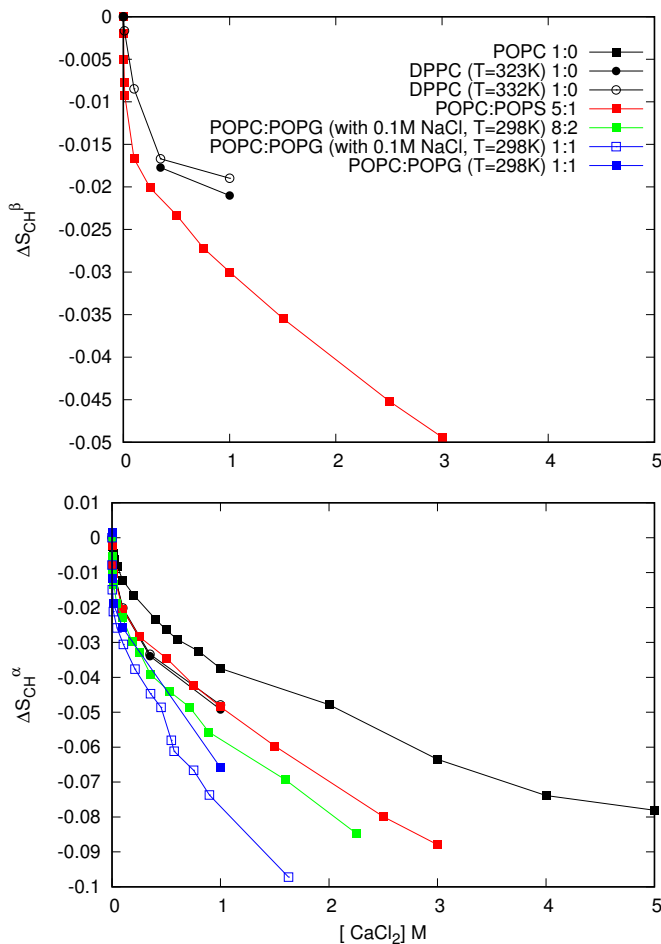 0
-0.005
-0.01
-0.015
-0.02
-0.025
-0.03
-0.035
-0.04
-0.045
-0.05
ΔS_CH^β
POPC 1:0
DPPC (T=323K) 1:0
DPPC (T=332K) 1:0
POPC:POPS 5:1
POPC:POPG (with 0.1M NaCl, T=298K) 8:2
POPC:POPG (with 0.1M NaCl, T=298K) 1:1
POPC:POPG (T=298K) 1:1
0 1 2 3 4 5
0.01
0
-0.01
-0.02
-0.03
-0.04
-0.05
-0.06
-0.07
-0.08
-0.09
-0.1
ΔS_CH^α
0 1 2 3 4 5
[ CaCl₂] M